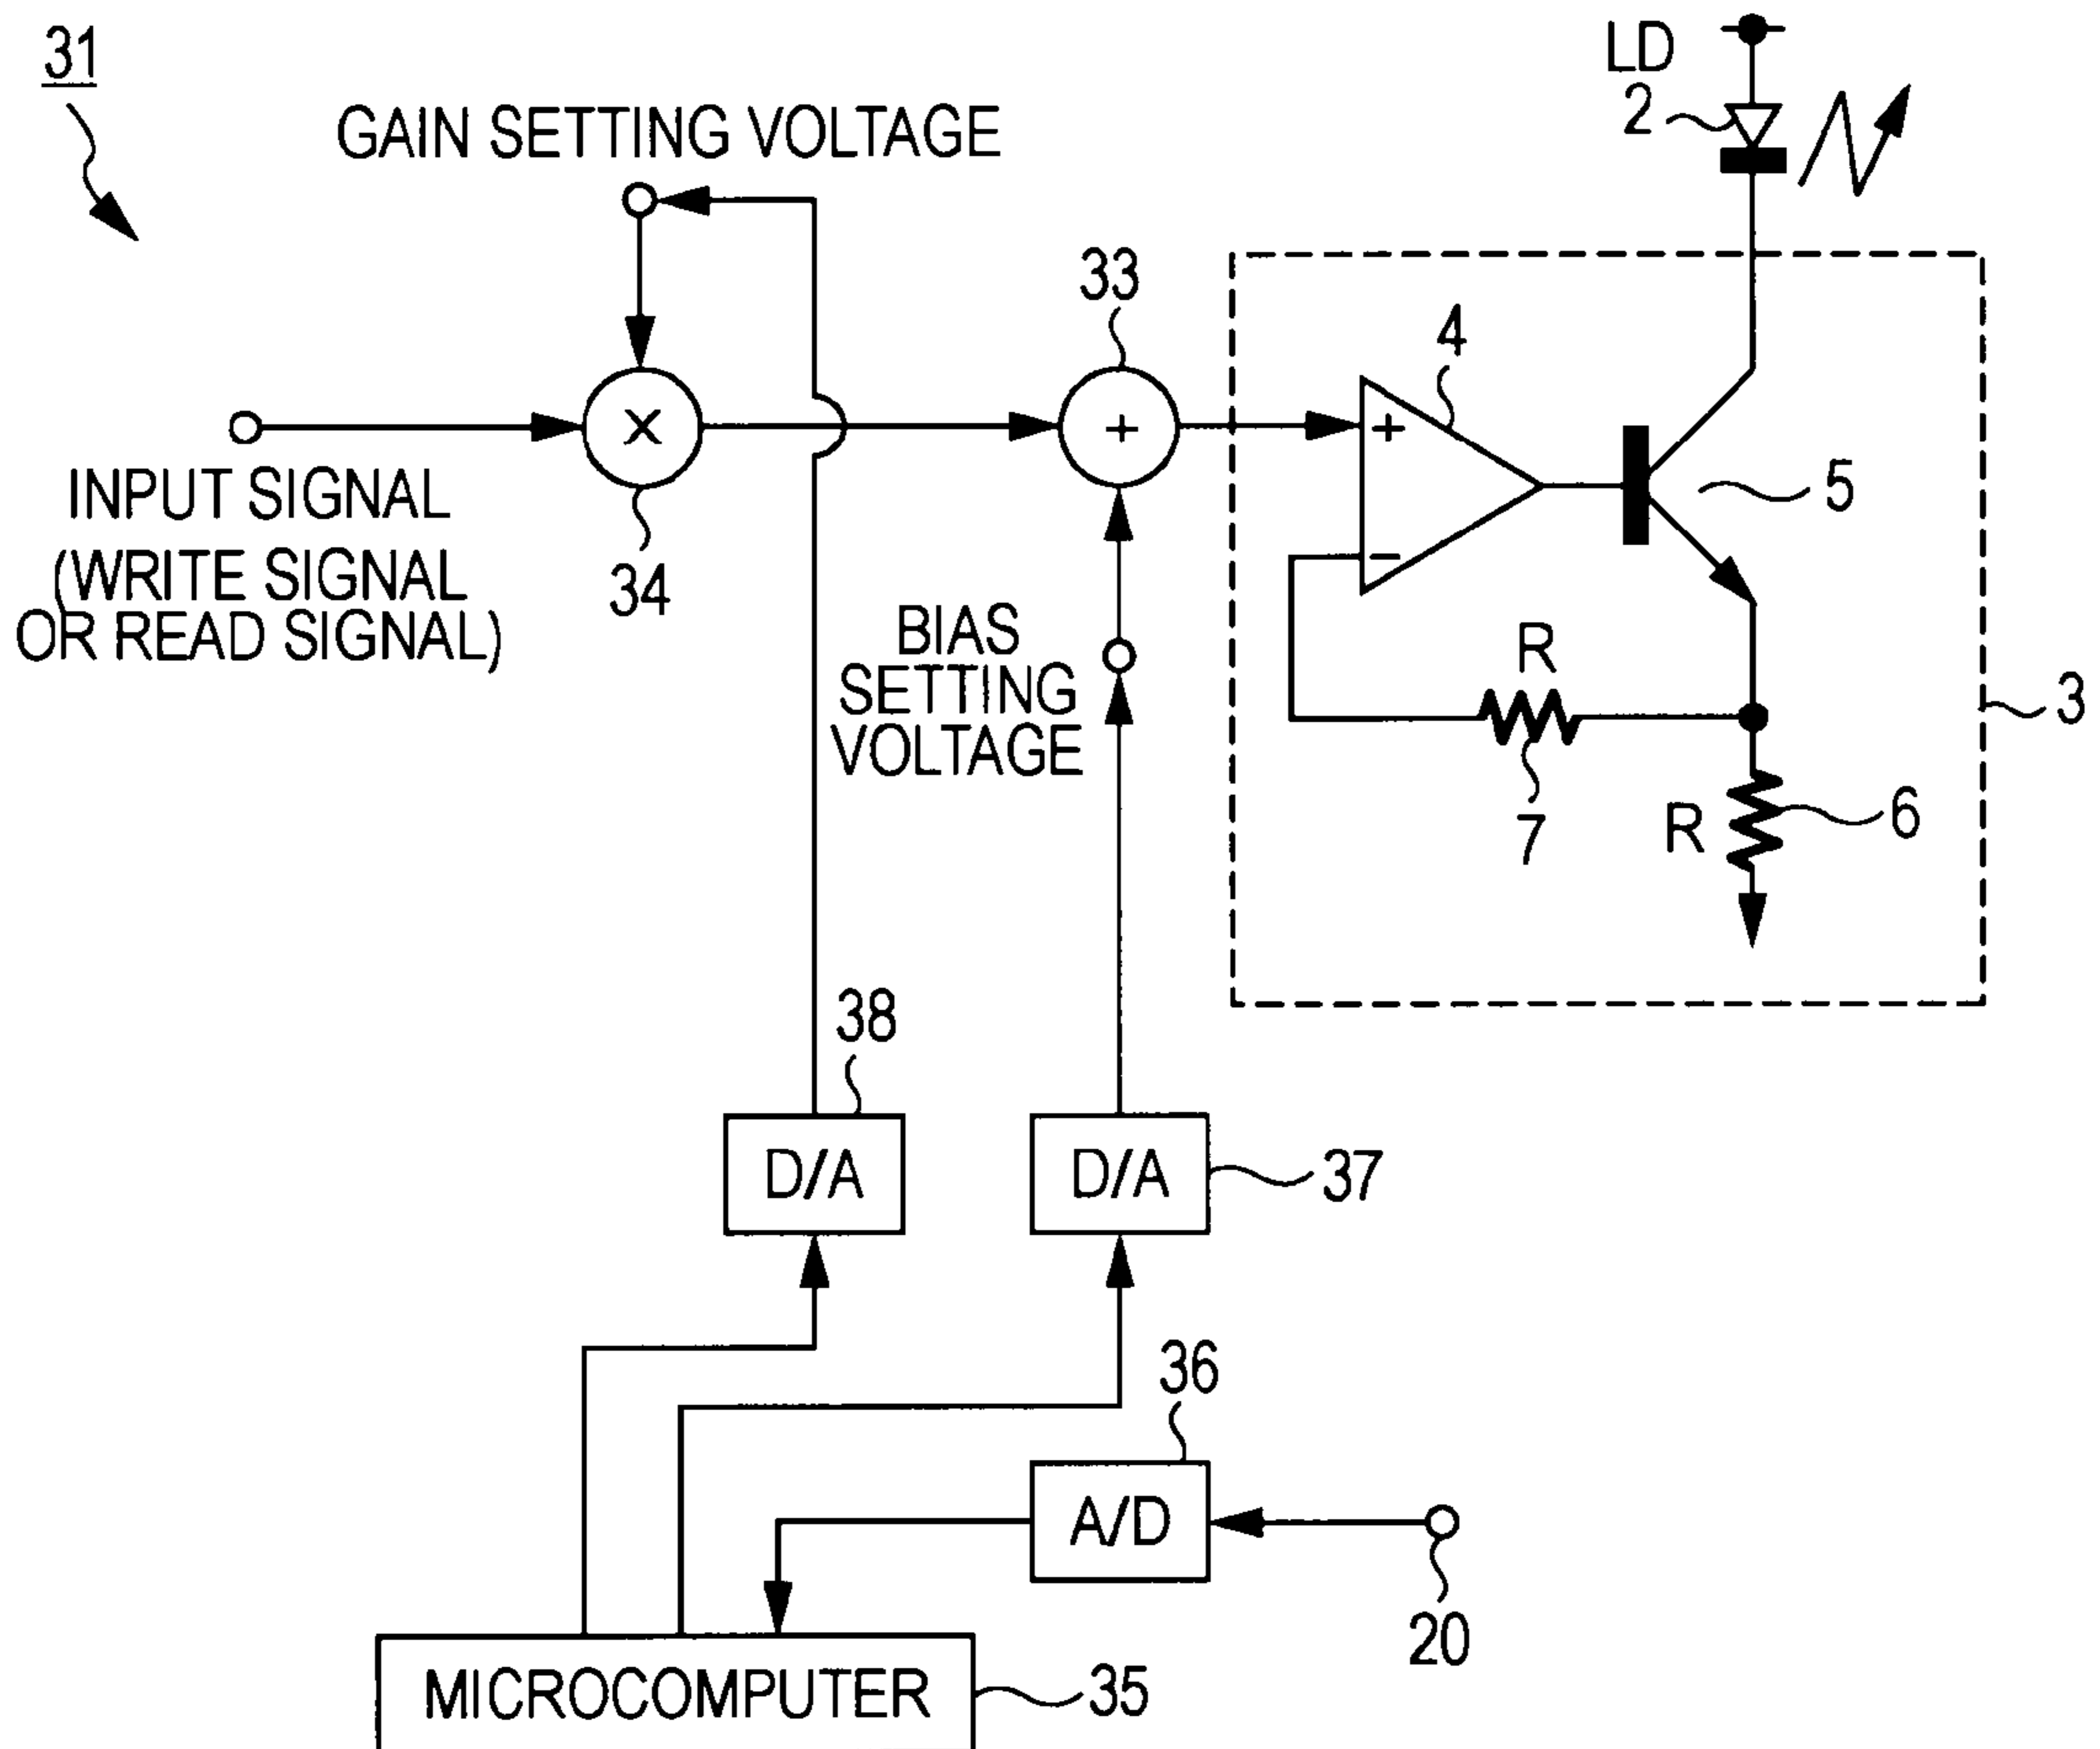 31
LD
2
GAIN SETTING VOLTAGE
33
4
X
+
+
5
INPUT SIGNAL
(WRITE SIGNAL
OR READ SIGNAL)
34
−
BIAS
SETTING
VOLTAGE
R
7
3
R
6
38
D/A
D/A
37
36
A/D
20
MICROCOMPUTER
35